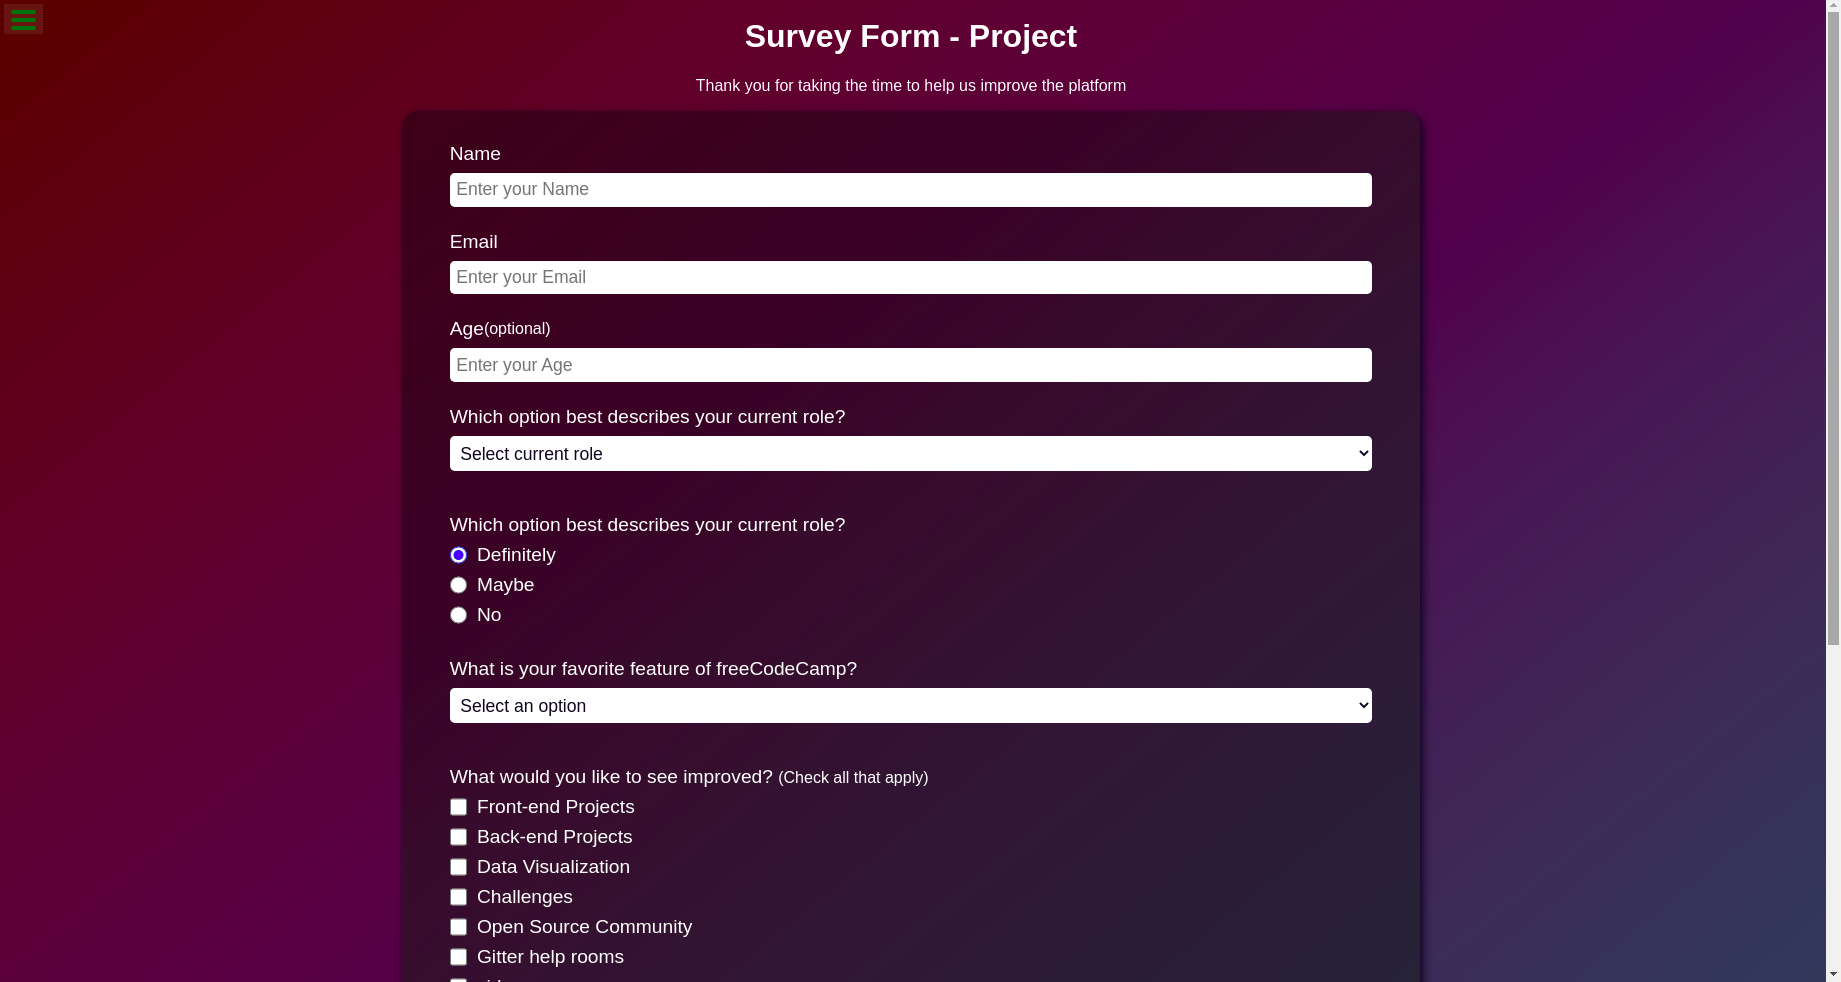 Survey Form - Project
Thank you for taking the time to help us improve the platform
Name
Enter your Name
Email
Enter your Email
Age(optional)
Enter your Age
Which option best describes your current role?
Select current role
Which option best describes your current role?
Definitely
Maybe
No
What is your favorite feature of freeCodeCamp?
Select an option
What would you like to see improved? (Check all that apply)
Front-end Projects
Back-end Projects
Data Visualization
Challenges
Open Source Community
Gitter help rooms